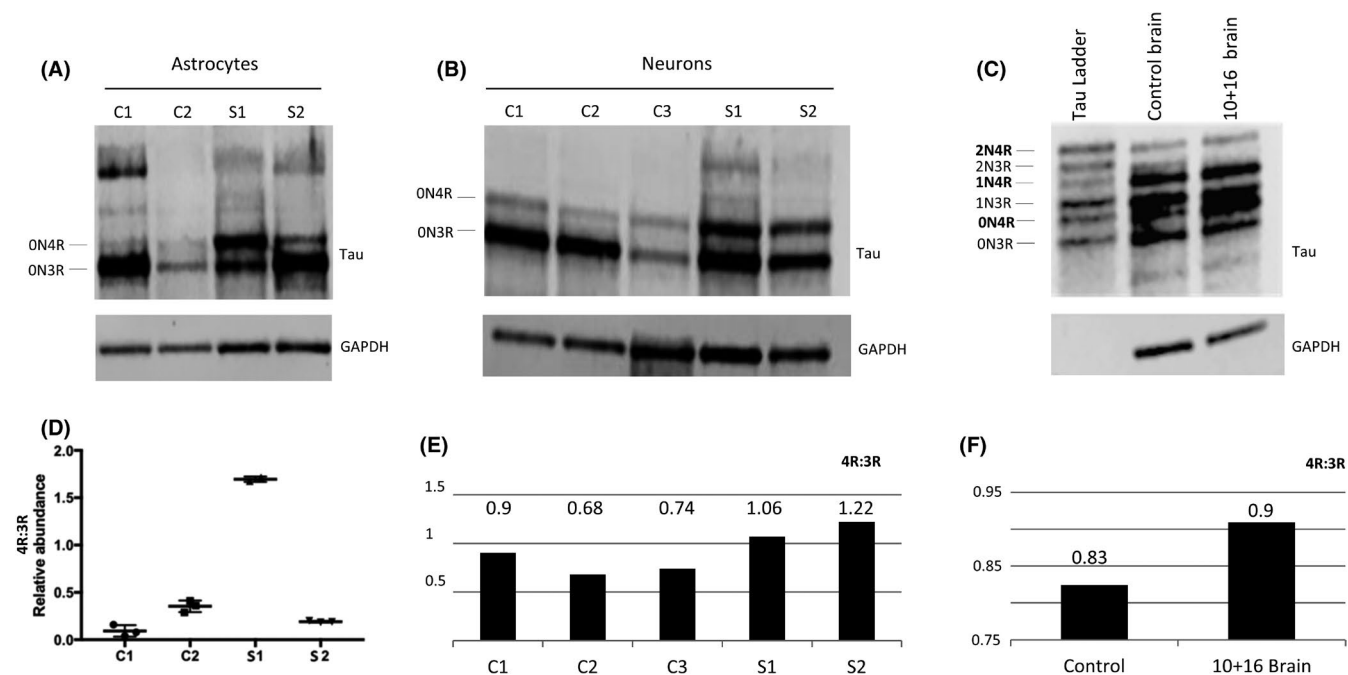 (A)
Astrocytes
C1 C2 S1 S2
0N4R
0N3R
Tau
GAPDH
(B)
Neurons
C1 C2 C3 S1 S2
0N4R
0N3R
Tau
GAPDH
(C)
Tau Ladder
Control brain
10+16 brain
2N4R
2N3R
1N4R
1N3R
0N4R
0N3R
Tau
GAPDH
(D)
4R:3R
Relative abundance
2.0
1.5
1.0
0.5
0.0
C1 C2 S1 S2
(E)
4R:3R
1.5
1
0.5
0.9 0.68 0.74 1.06 1.22
C1 C2 C3 S1 S2
(F)
4R:3R
0.95
0.85
0.75
0.83 0.9
Control 10+16 Brain